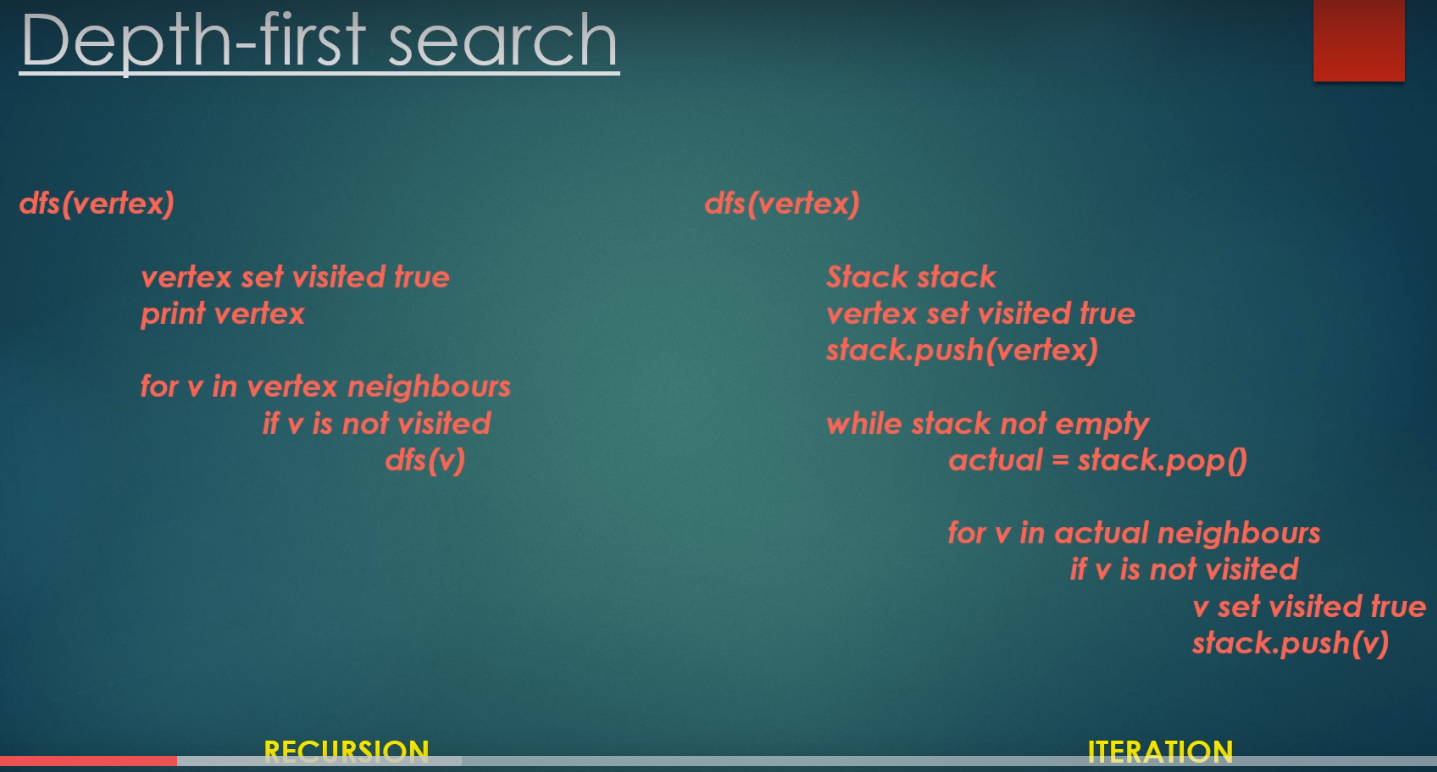 Depth-first search
dfs(vertex)
vertex set visited true
print vertex
for v in vertex neighbours
if v is not visited
dfs(v)
RECURSION
dfs(vertex)
Stack stack
vertex set visited true
stack.push(vertex)
while stack not empty
actual = stack.pop()
for v in actual neighbours
if v is not visited
v set visited true
stack.push(v)
ITERATION